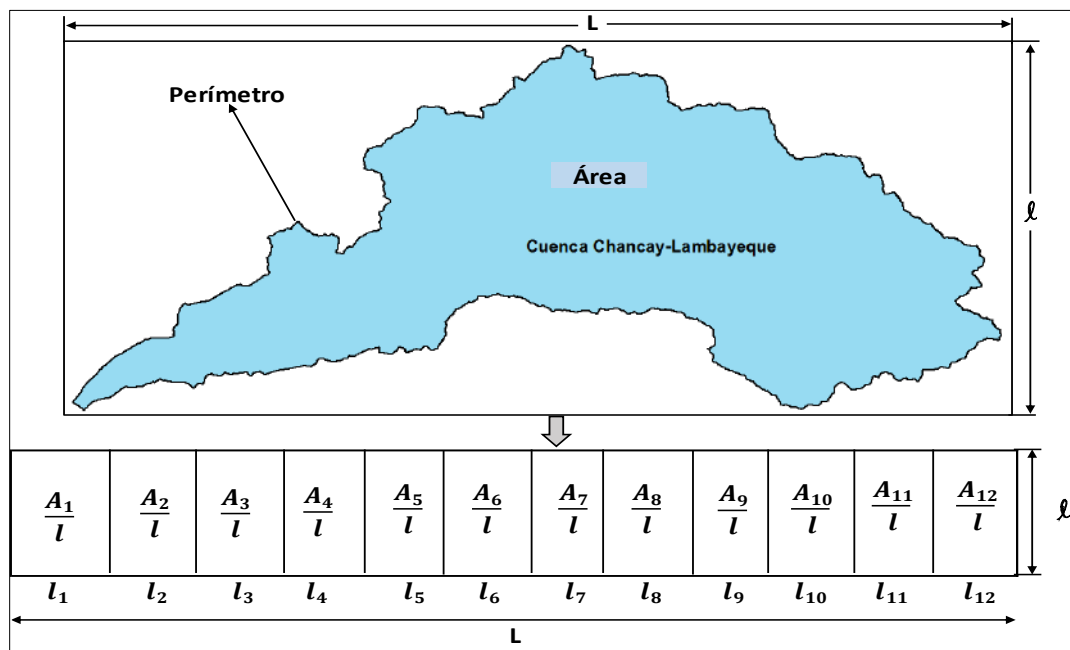 L
Perímetro
Área
ℓ
Cuenca Chancay-Lambayeque
A₁/l A₂/l A₃/l A₄/l A₅/l A₆/l A₇/l A₈/l A₉/l A₁₀/l A₁₁/l A₁₂/l
ℓ
l₁ l₂ l₃ l₄ l₅ l₆ l₇ l₈ l₉ l₁₀ l₁₁ l₁₂
L